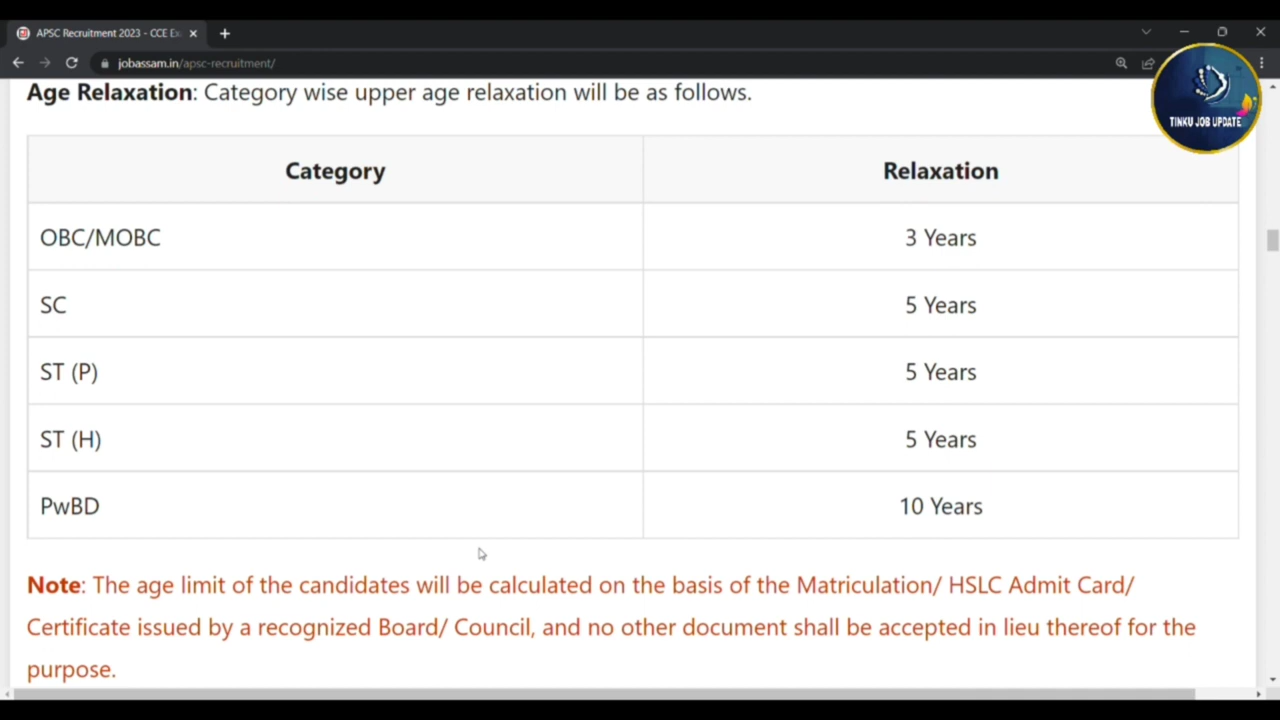 APSC Recruitment 2023 - CCE Ex
jobassam.in/apsc-recruitment/
TINKU JOB UPDATE
Age Relaxation: Category wise upper age relaxation will be as follows.
Category Relaxation
OBC/MOBC 3 Years
SC 5 Years
ST (P) 5 Years
ST (H) 5 Years
PwBD 10 Years
Note: The age limit of the candidates will be calculated on the basis of the Matriculation/ HSLC Admit Card/
Certificate issued by a recognized Board/ Council, and no other document shall be accepted in lieu thereof for the
purpose.